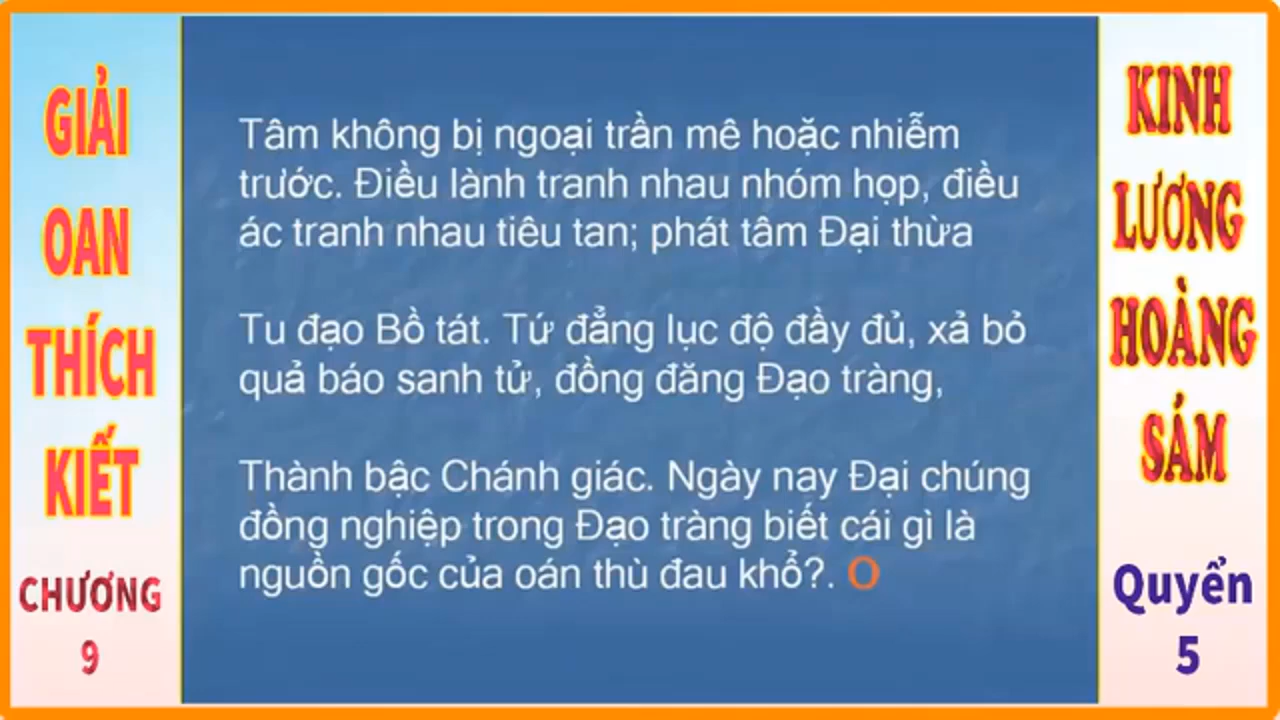 GIẢI
OAN
THÍCH
KIẾT
CHƯƠNG
9
Tâm không bị ngoại trần mê hoặc nhiễm
trước. Điều lành tranh nhau nhóm họp, điều
ác tranh nhau tiêu tan; phát tâm Đại thừa
Tu đạo Bồ tát. Tứ đẳng lục độ đầy đủ, xả bỏ
quả báo sanh tử, đồng đăng Đạo tràng,
Thành bậc Chánh giác. Ngày nay Đại chúng
đồng nghiệp trong Đạo tràng biết cái gì là
nguồn gốc của oán thù đau khổ?. O
KINH
LƯƠNG
HOÀNG
SÁM
Quyển
5